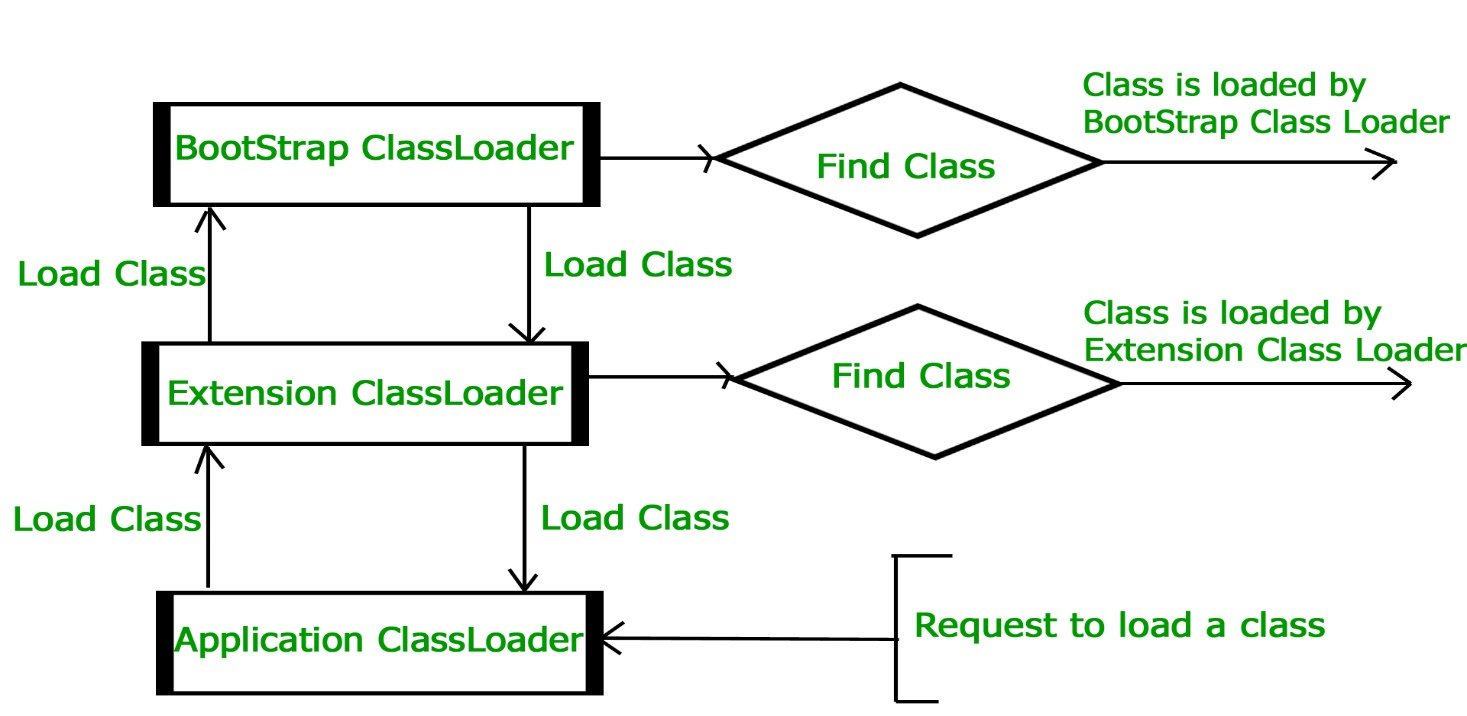 Class is loaded by
BootStrap Class Loader
BootStrap ClassLoader
Find Class
Load Class
Load Class
Class is loaded by
Extension Class Loader
Extension ClassLoader
Find Class
Load Class
Load Class
Application ClassLoader
Request to load a class